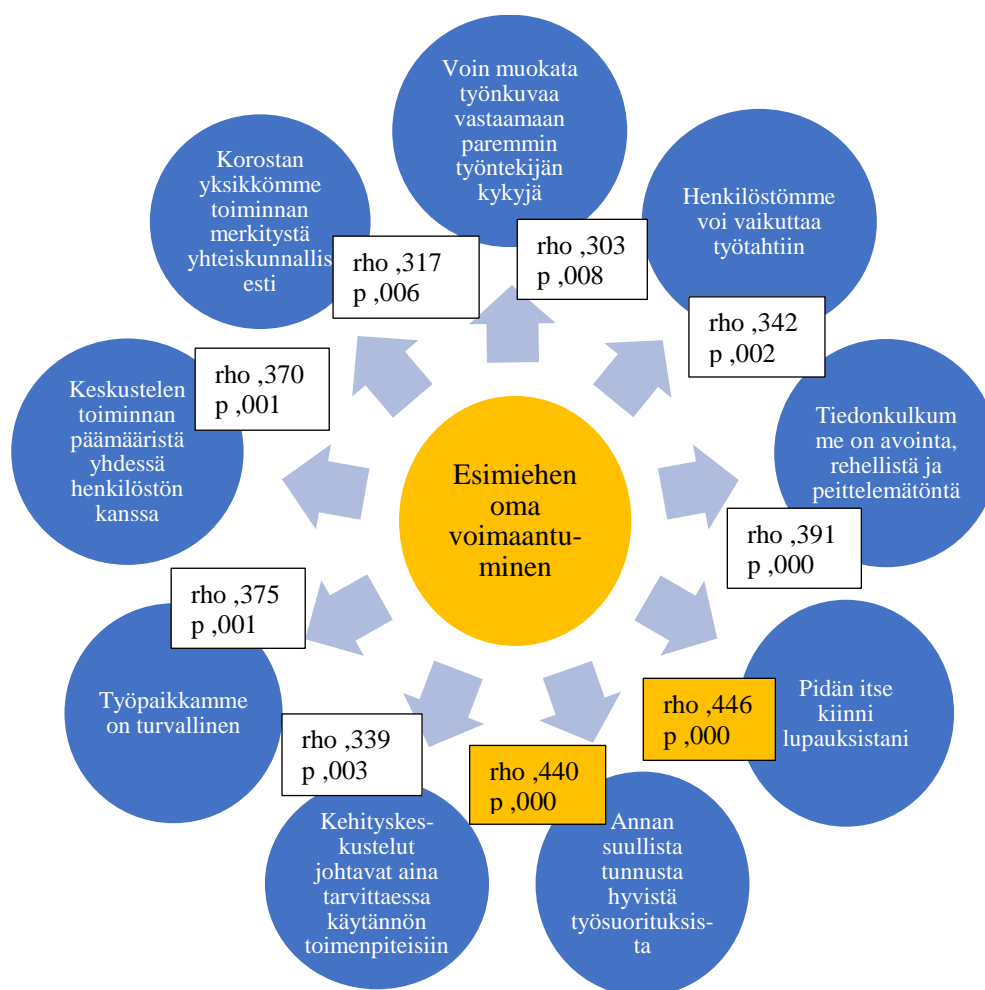 Voin muokata
työnkuvaa
vastaamaan
paremmin
työntekijän
kykyjä
rho ,303
p ,008
Henkilöstömme
voi vaikuttaa
työtahtiin
rho ,342
p ,002
Tiedonkulkum
me on avointa,
rehellistä ja
peittelemätöntä
rho ,391
p ,000
Pidän itse
kiinni
lupauksistani
rho ,446
p ,000
Annan
suullista
tunnusta
hyvistä
työsuorituksis-
ta
rho ,440
p ,000
Kehityskes-
kustelut
johtavat aina
tarvittaessa
käytännön
toimenpiteisiin
rho ,339
p ,003
Työpaikkamme
on turvallinen
rho ,375
p ,001
Keskustelen
toiminnan
päämääristä
yhdessä
henkilöstön
kanssa
rho ,370
p ,001
Korostan
yksikkömme
toiminnan
merkitystä
yhteiskunnallis
esti
rho ,317
p ,006
Esimiehen
oma
voimaantu-
minen